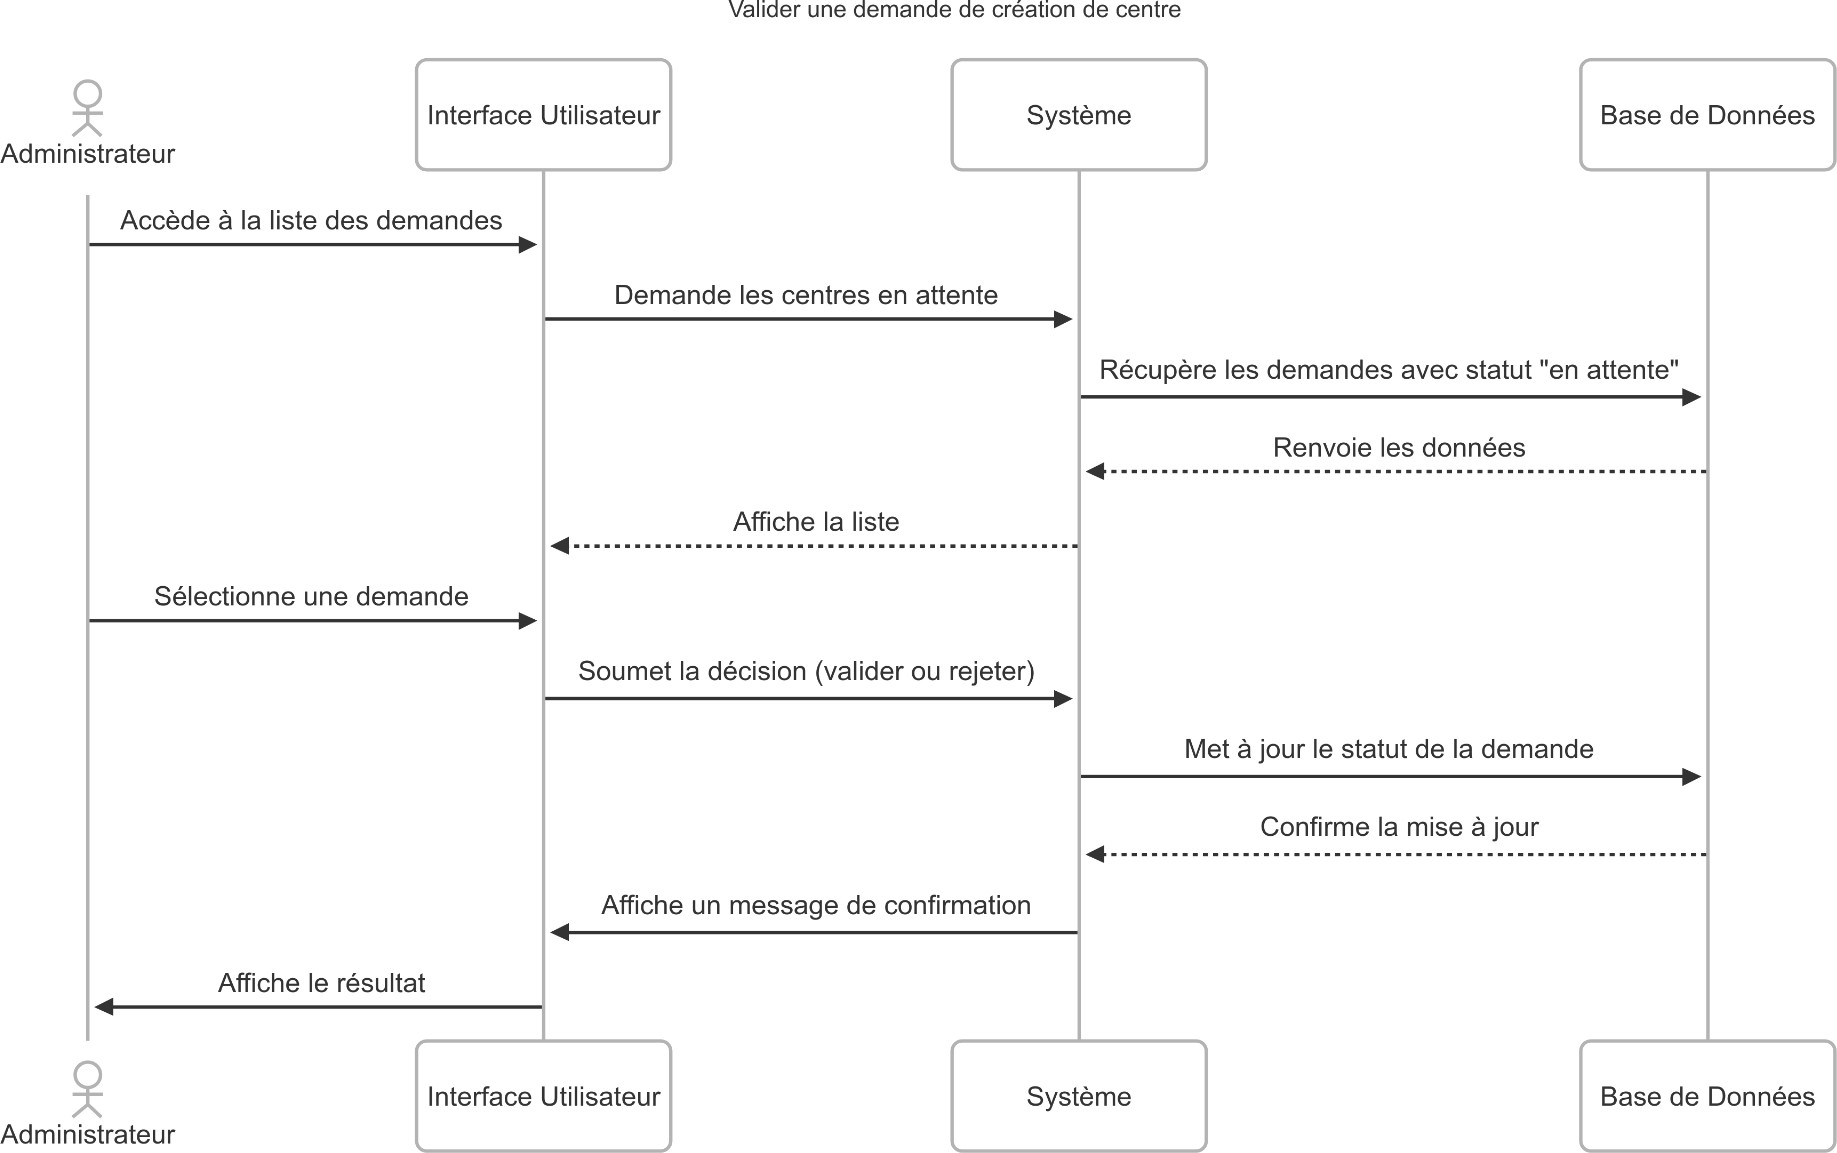 Valider une demande de création de centre
Administrateur
Interface Utilisateur
Système
Base de Données
Accède à la liste des demandes
Demande les centres en attente
Récupère les demandes avec statut "en attente"
Renvoie les données
Affiche la liste
Sélectionne une demande
Soumet la décision (valider ou rejeter)
Met à jour le statut de la demande
Confirme la mise à jour
Affiche un message de confirmation
Affiche le résultat
Administrateur
Interface Utilisateur
Système
Base de Données